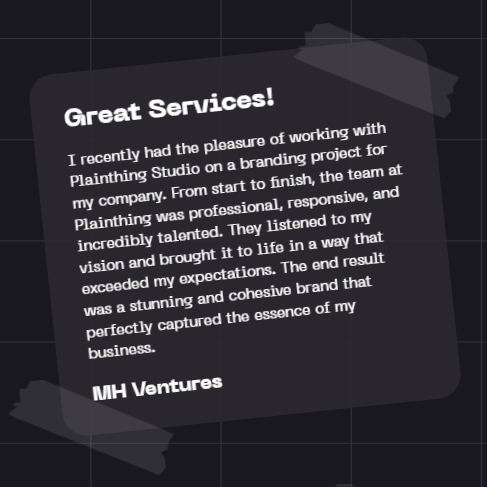 Great Services!
I recently had the pleasure of working with
Plainthing Studio on a branding project for
my company. From start to finish, the team at
Plainthing was professional, responsive, and
incredibly talented. They listened to my
vision and brought it to life in a way that
exceeded my expectations. The end result
was a stunning and cohesive brand that
perfectly captured the essence of my
business.
MH Ventures